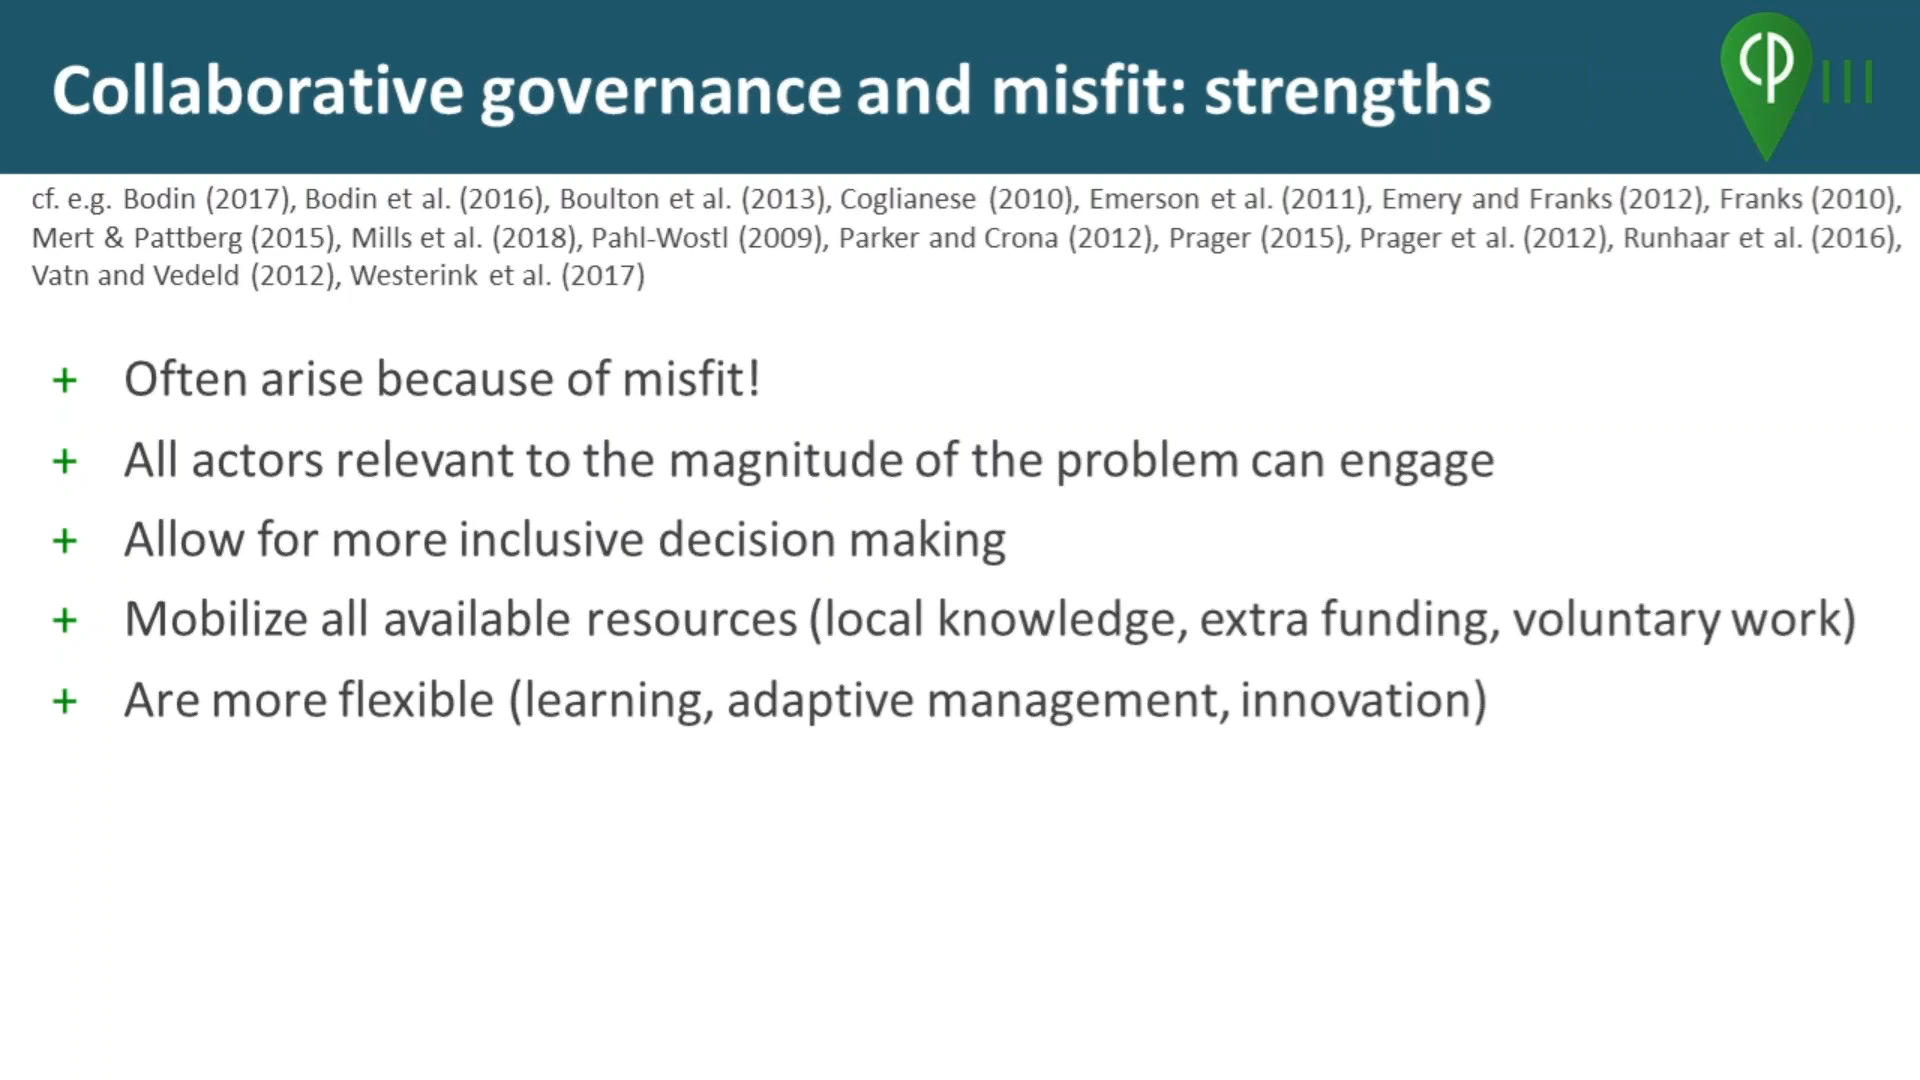 Collaborative governance and misfit: strengths
cf. e.g. Bodin (2017), Bodin et al. (2016), Boulton et al. (2013), Coglianese (2010), Emerson et al. (2011), Emery and Franks (2012), Franks (2010),
Mert & Pattberg (2015), Mills et al. (2018), Pahl-Wostl (2009), Parker and Crona (2012), Prager (2015), Prager et al. (2012), Runhaar et al. (2016),
Vatn and Vedeld (2012), Westerink et al. (2017)
+ Often arise because of misfit!
+ All actors relevant to the magnitude of the problem can engage
+ Allow for more inclusive decision making
+ Mobilize all available resources (local knowledge, extra funding, voluntary work)
+ Are more flexible (learning, adaptive management, innovation)